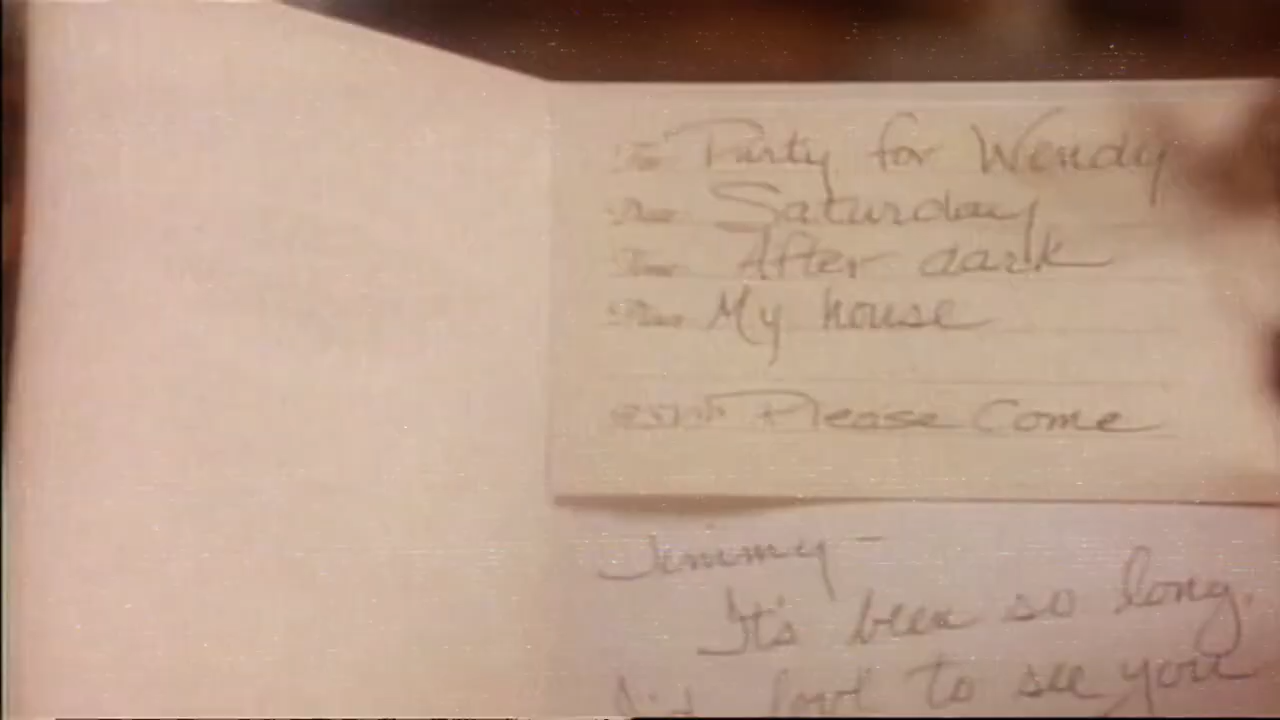 Party for Wendy
Saturday
After dark
My house
Please Come
Jimmy -
It's been so long.
to see you